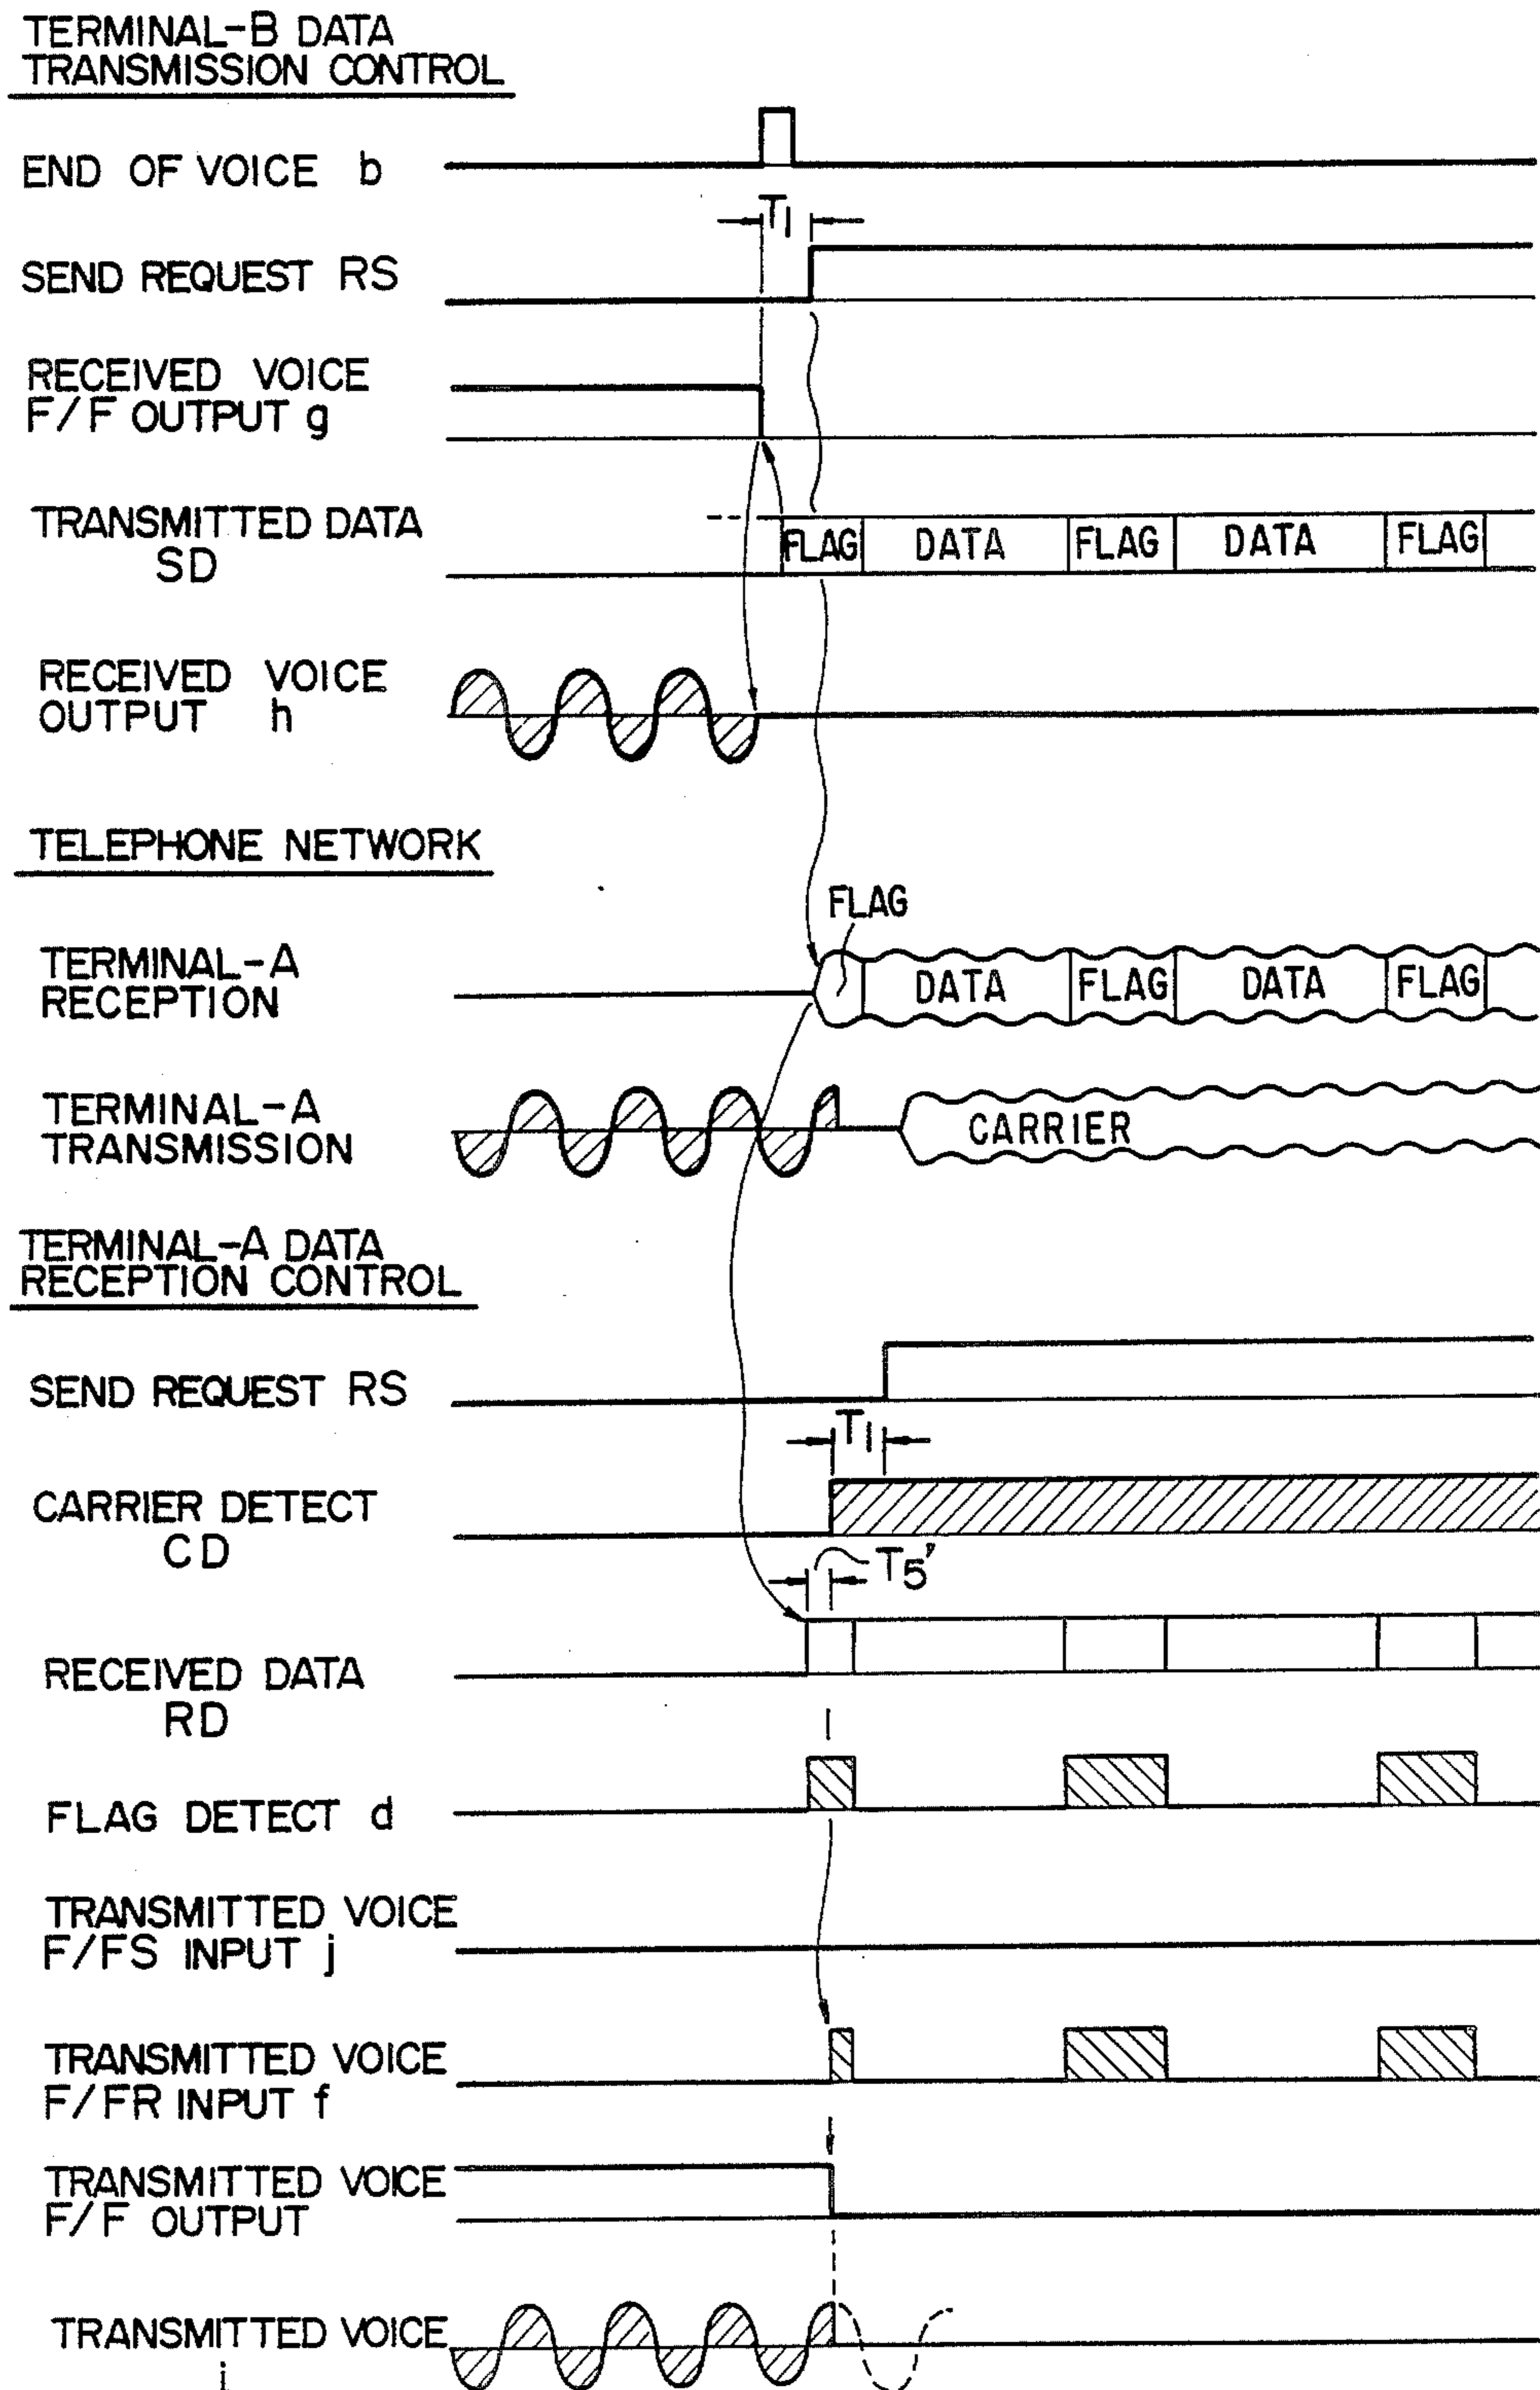 TERMINAL-B DATA
TRANSMISSION CONTROL
END OF VOICE b
T1
SEND REQUEST RS
RECEIVED VOICE
F/F OUTPUT g
TRANSMITTED DATA
SD
FLAG DATA FLAG DATA FLAG
RECEIVED VOICE
OUTPUT h
TELEPHONE NETWORK
FLAG
TERMINAL-A
RECEPTION
DATA FLAG DATA FLAG
TERMINAL-A
TRANSMISSION
CARRIER
TERMINAL-A DATA
RECEPTION CONTROL
SEND REQUEST RS
T1
CARRIER DETECT
CD
T5'
RECEIVED DATA
RD
FLAG DETECT d
TRANSMITTED VOICE
F/FS INPUT j
TRANSMITTED VOICE
F/FR INPUT f
TRANSMITTED VOICE
F/F OUTPUT
TRANSMITTED VOICE
i